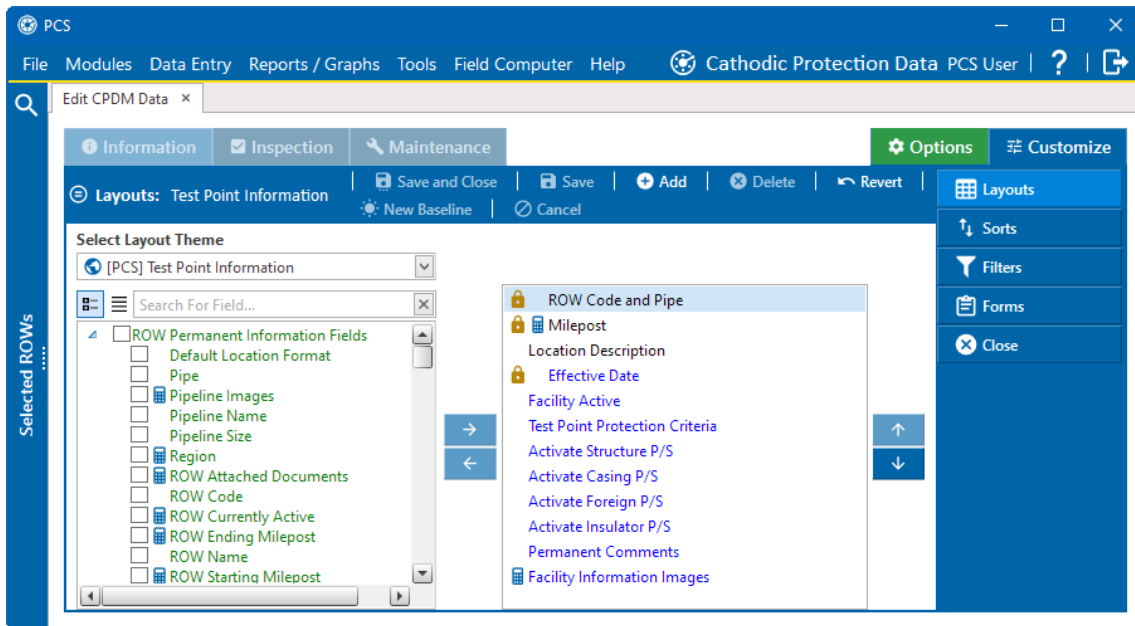 PCS
File Modules Data Entry Reports / Graphs Tools Field Computer Help Cathodic Protection Data PCS User | ? |
Edit CPDM Data ×
Information Inspection Maintenance Options Customize
Layouts: Test Point Information | Save and Close | Save | Add | Delete | Revert |
New Baseline | Cancel
Layouts
Sorts
Filters
Forms
Close
Selected ROWs
Select Layout Theme
[PCS] Test Point Information
Search For Field...
ROW Permanent Information Fields
Default Location Format
Pipe
Pipeline Images
Pipeline Name
Pipeline Size
Region
ROW Attached Documents
ROW Code
ROW Currently Active
ROW Ending Milepost
ROW Name
ROW Starting Milepost
ROW Code and Pipe
Milepost
Location Description
Effective Date
Facility Active
Test Point Protection Criteria
Activate Structure P/S
Activate Casing P/S
Activate Foreign P/S
Activate Insulator P/S
Permanent Comments
Facility Information Images